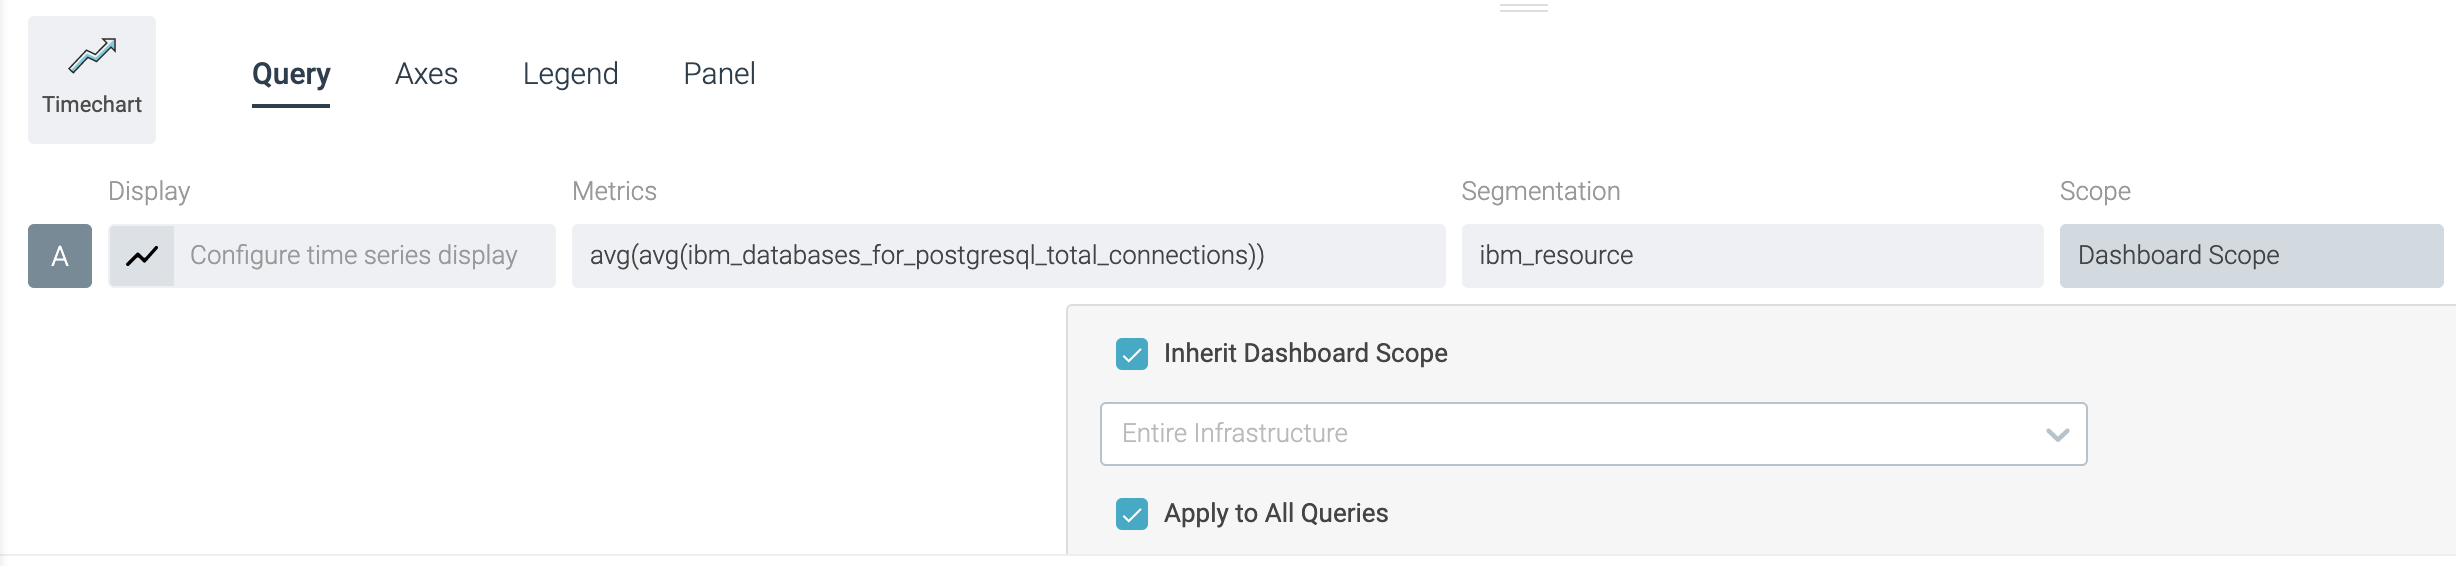 Timechart
Query Axes Legend Panel
Display Metrics Segmentation Scope
A Configure time series display avg(avg(ibm_databases_for_postgresql_total_connections)) ibm_resource Dashboard Scope
Inherit Dashboard Scope
Entire Infrastructure
Apply to All Queries